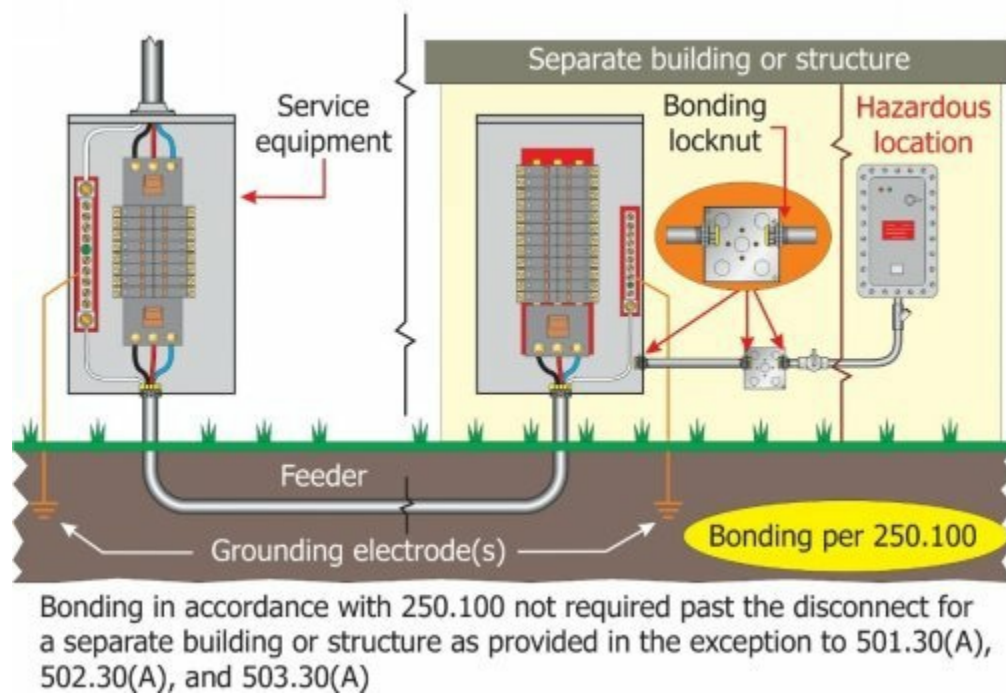 Separate building or structure
Service
equipment
Bonding
locknut
Hazardous
location
Feeder
Grounding electrode(s)
Bonding per 250.100
Bonding in accordance with 250.100 not required past the disconnect for
a separate building or structure as provided in the exception to 501.30(A),
502.30(A), and 503.30(A)